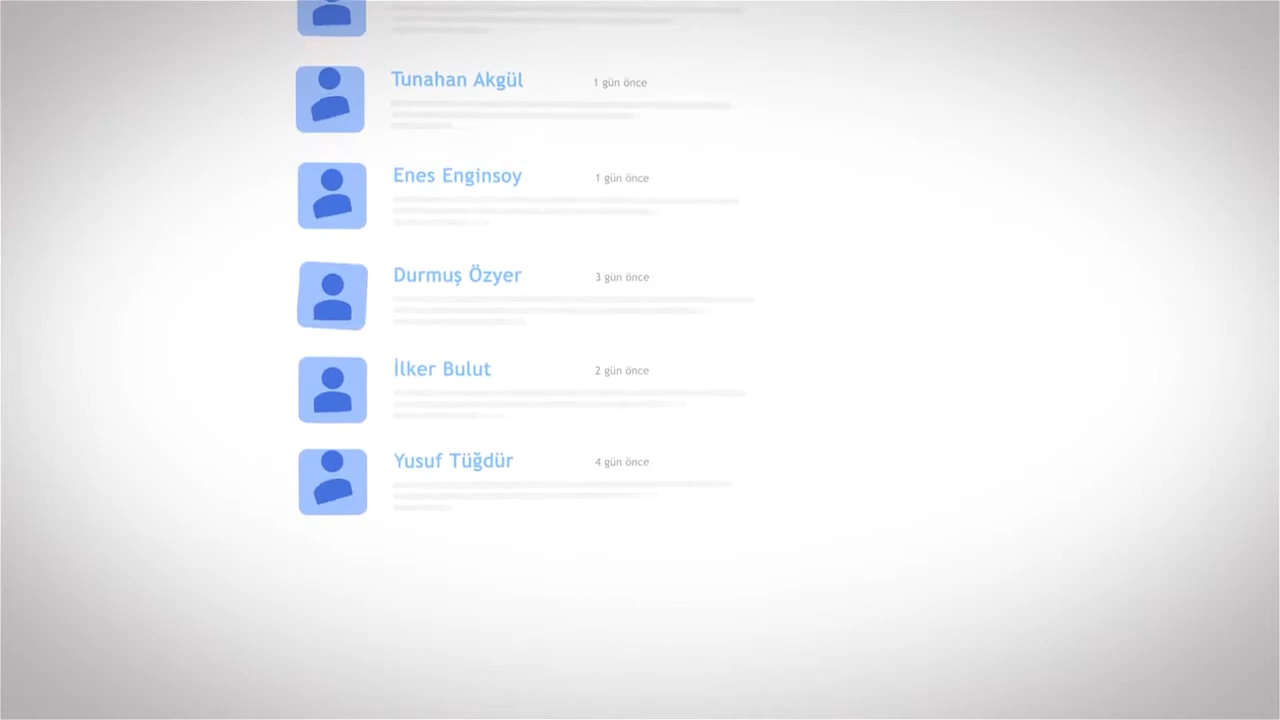 Tunahan Akgül 1 gün önce
Enes Enginsoy 1 gün önce
Durmuş Özyer 3 gün önce
İlker Bulut 2 gün önce
Yusuf Tüğdür 4 gün önce